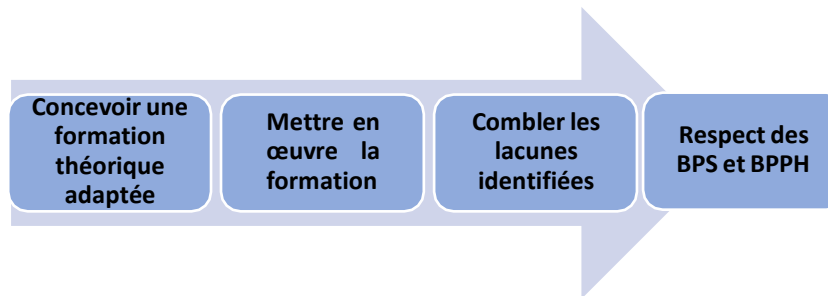 Concevoir une
formation
théorique
adaptée
Mettre en
œuvre la
formation
Combler les
lacunes
identifiées
Respect des
BPS et BPPH